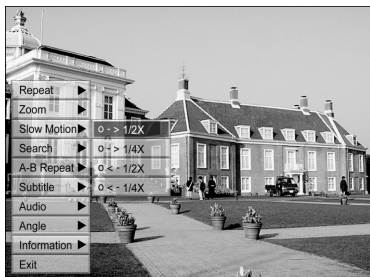 Repeat ▶
Zoom ▶
Slow Motion ▶
0 - > 1/2X
Search ▶
0 - > 1/4X
A-B Repeat ▶
0 < - 1/2X
Subtitle ▶
0 < - 1/4X
Audio ▶
Angle ▶
Information ▶
Exit